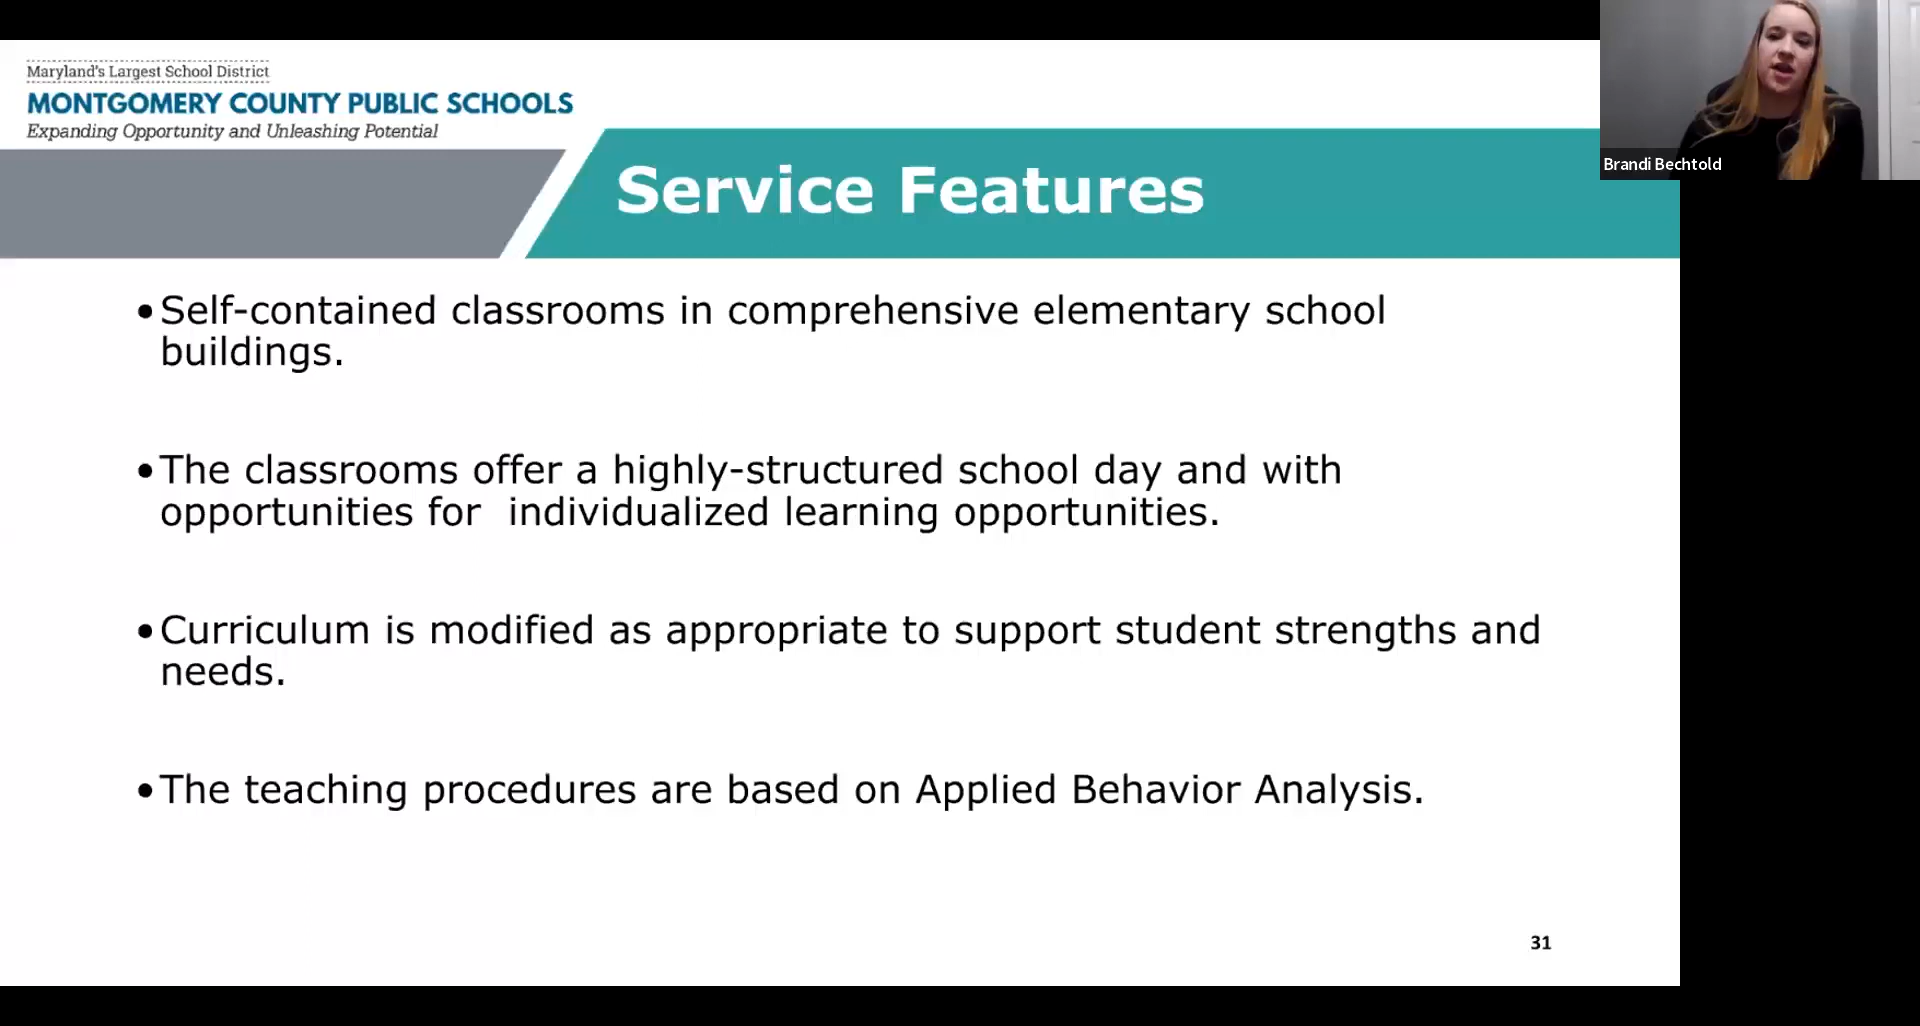 Maryland's Largest School District
MONTGOMERY COUNTY PUBLIC SCHOOLS
Expanding Opportunity and Unleashing Potential
Service Features
Brandi Bechtold
•Self-contained classrooms in comprehensive elementary school
buildings.
•The classrooms offer a highly-structured school day and with
opportunities for  individualized learning opportunities.
•Curriculum is modified as appropriate to support student strengths and
needs.
•The teaching procedures are based on Applied Behavior Analysis.
31